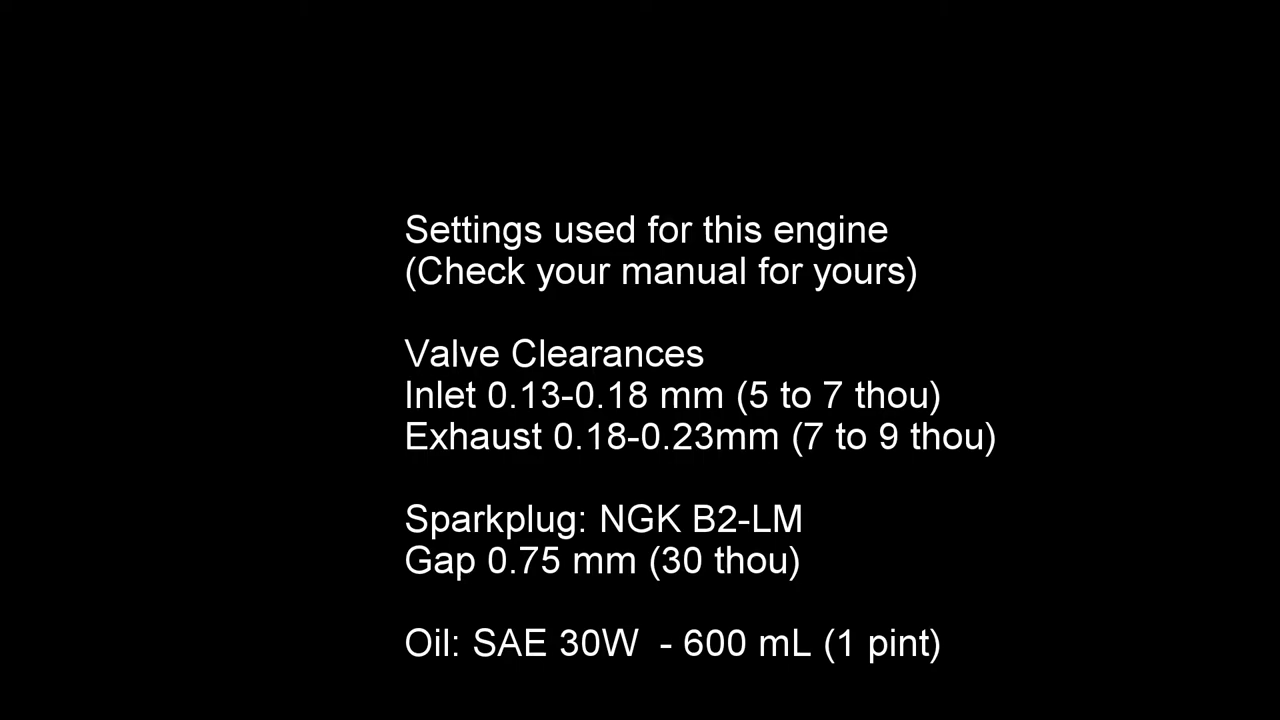 Settings used for this engine
(Check your manual for yours)
Valve Clearances
Inlet 0.13-0.18 mm (5 to 7 thou)
Exhaust 0.18-0.23mm (7 to 9 thou)
Sparkplug: NGK B2-LM
Gap 0.75 mm (30 thou)
Oil: SAE 30W  - 600 mL (1 pint)